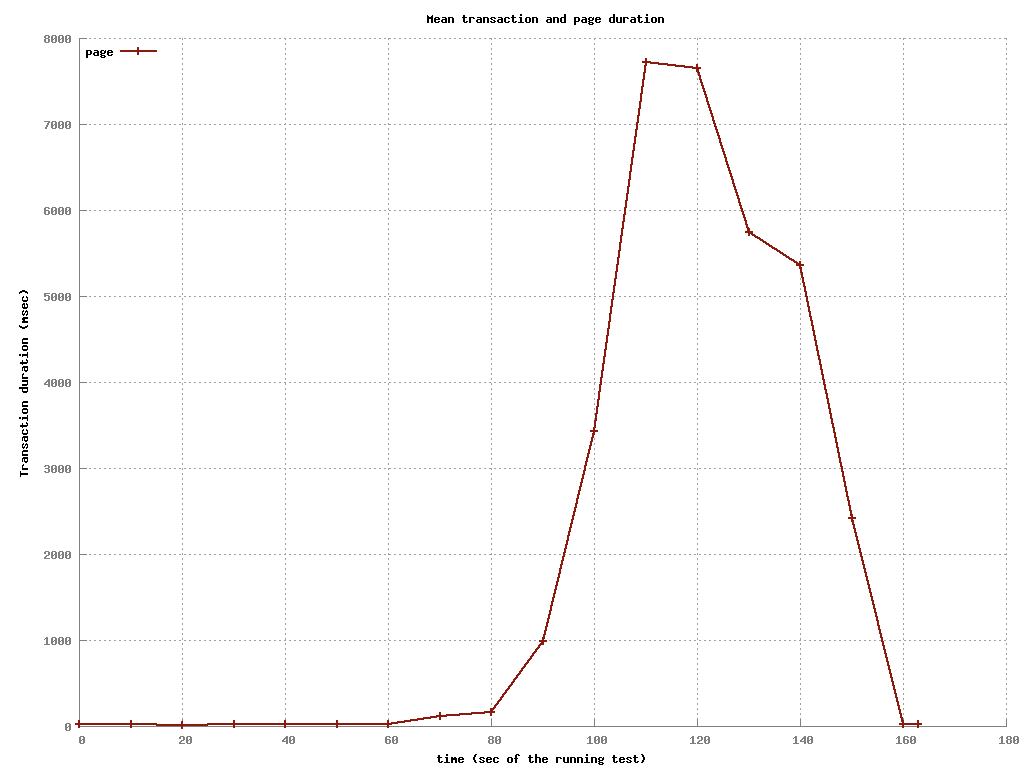 Mean transaction and page duration
page
8000
7000
6000
5000
4000
3000
2000
1000
0
Transaction duration (msec)
0 20 40 60 80 100 120 140 160 180
time (sec of the running test)